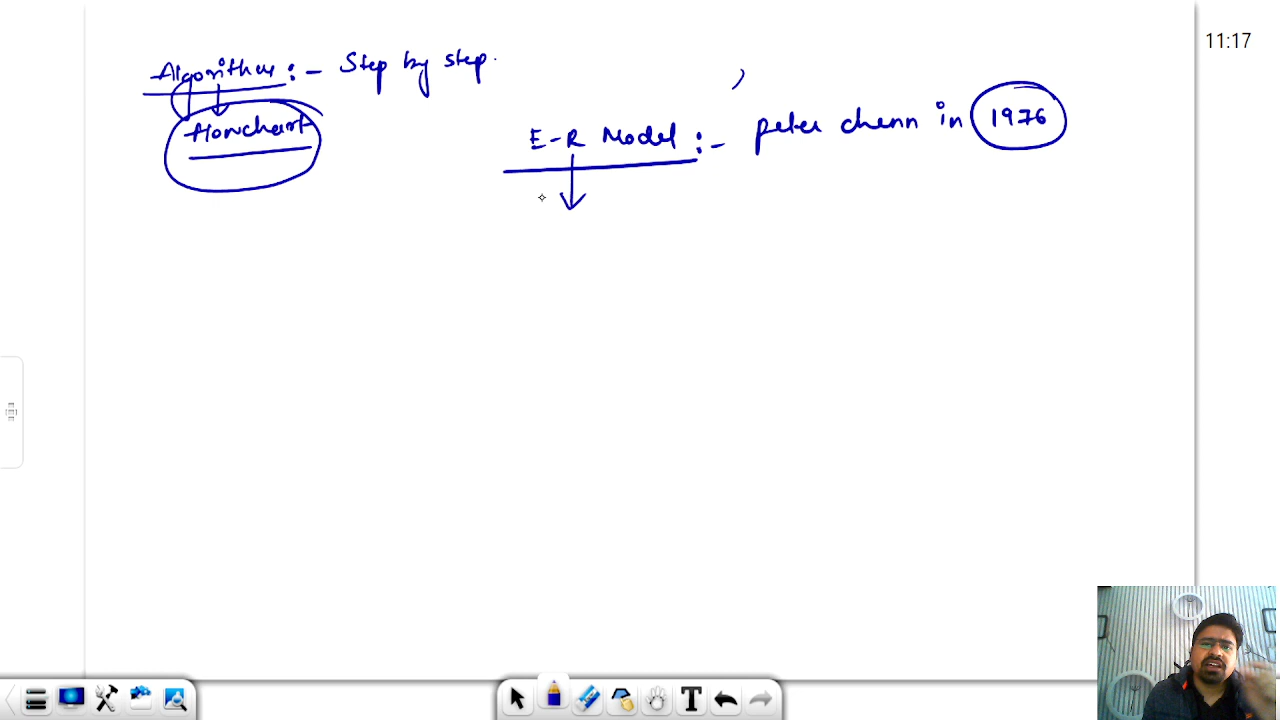 11:17
Algorithm :- Step by step.
Flowchart
E-R Model :- Peter chenn in 1976
T